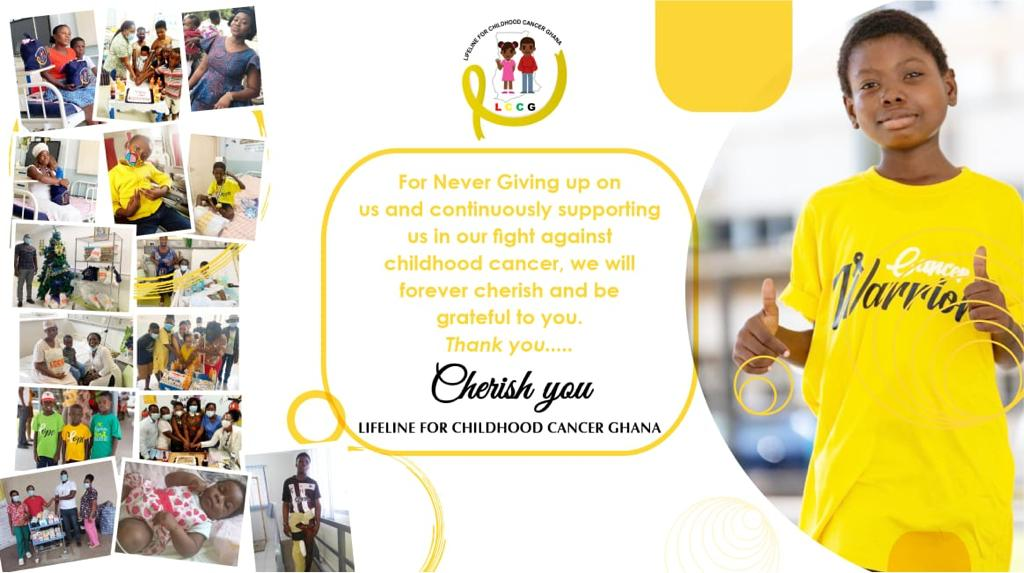 LIFELINE FOR CHILDHOOD CANCER GHANA
LCCG
For Never Giving up on
us and continuously supporting
us in our fight against
childhood cancer, we will
forever cherish and be
grateful to you.
Thank you.....
Cherish you
LIFELINE FOR CHILDHOOD CANCER GHANA
Cancer
Warrior